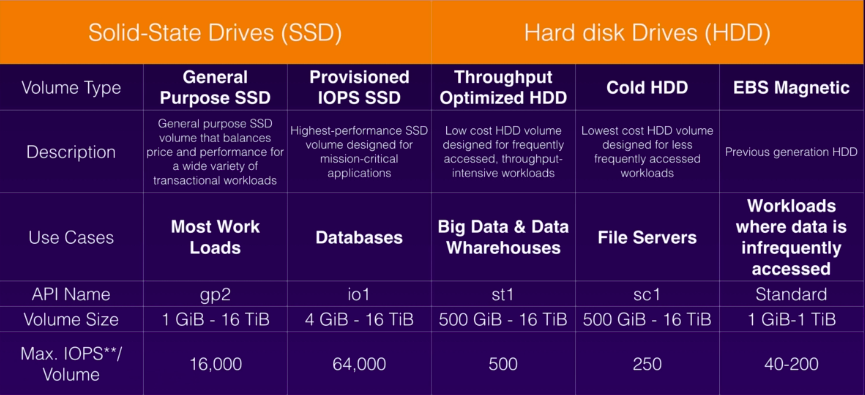 Solid-State Drives (SSD)
Hard disk Drives (HDD)
Volume Type
General
Purpose SSD
Provisioned
IOPS SSD
Throughput
Optimized HDD
Cold HDD
EBS Magnetic
Description
General purpose SSD
volume that balances
price and performance for
a wide variety of
transactional workloads
Highest-performance SSD
volume designed for
mission-critical
applications
Low cost HDD volume
designed for frequently
accessed, throughput-
intensive workloads
Lowest cost HDD volume
designed for less
frequently accessed
workloads
Previous generation HDD
Use Cases
Most Work
Loads
Databases
Big Data & Data
Wharehouses
File Servers
Workloads
where data is
infrequently
accessed
API Name
gp2
io1
st1
sc1
Standard
Volume Size
1 GiB - 16 TiB
4 GiB - 16 TiB
500 GiB - 16 TiB
500 GiB - 16 TiB
1 GiB-1 TiB
Max. IOPS**/
Volume
16,000
64,000
500
250
40-200